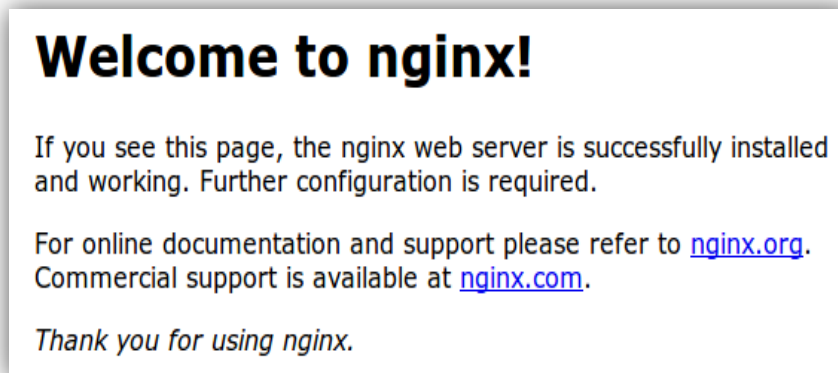 Welcome to nginx!
If you see this page, the nginx web server is successfully installed
and working. Further configuration is required.
For online documentation and support please refer to nginx.org.
Commercial support is available at nginx.com.
Thank you for using nginx.